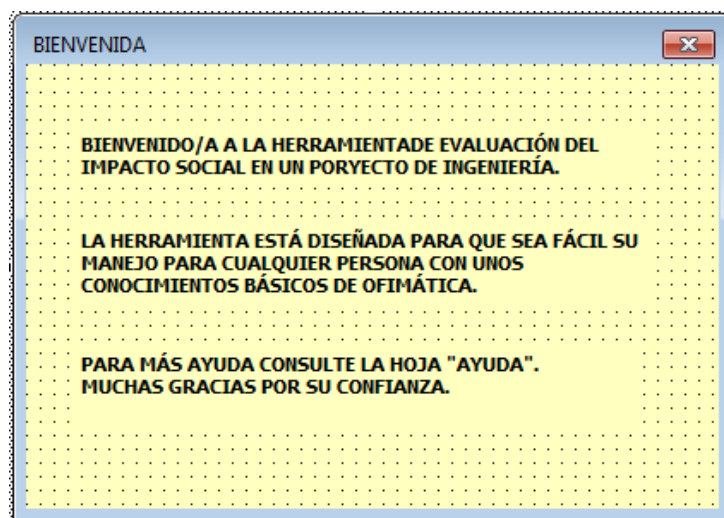 BIENVENIDA
BIENVENIDO/A A LA HERRAMIENTADE EVALUACIÓN DEL
IMPACTO SOCIAL EN UN PORYECTO DE INGENIERÍA.
LA HERRAMIENTA ESTÁ DISEÑADA PARA QUE SEA FÁCIL SU
MANEJO PARA CUALQUIER PERSONA CON UNOS
CONOCIMIENTOS BÁSICOS DE OFIMÁTICA.
PARA MÁS AYUDA CONSULTE LA HOJA "AYUDA".
MUCHAS GRACIAS POR SU CONFIANZA.